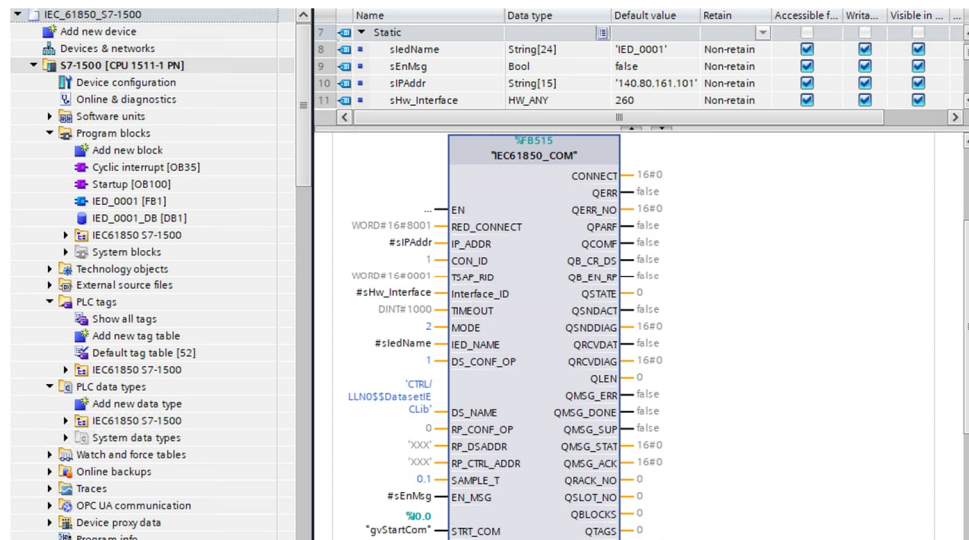 IEC_61850_S7-1500
Add new device
Devices & networks
S7-1500 [CPU 1511-1 PN]
Device configuration
Online & diagnostics
Software units
Program blocks
Add new block
Cyclic interrupt [OB35]
Startup [OB100]
IED_0001 [FB1]
IED_0001_DB [DB1]
IEC61850 S7-1500
System blocks
Technology objects
External source files
PLC tags
Show all tags
Add new tag table
Default tag table [52]
IEC61850 S7-1500
PLC data types
Add new data type
IEC61850 S7-1500
System data types
Watch and force tables
Online backups
Traces
OPC UA communication
Device proxy data
Program info
Name Data type Default value Retain Accessible f... Writa... Visible in ... ...
7 Static
8 sIedName String[24] 'IED_0001' Non-retain
9 sEnMsg Bool false Non-retain
10 sIPAddr String[15] '140.80.161.101' Non-retain
11 sHw_Interface HW_ANY 260 Non-retain
%FB515
"IEC61850_COM"
CONNECT 16#0
QERR false
... EN QERR_NO 16#0
WORD#16#8001 RED_CONNECT QPARF false
#sIPAddr IP_ADDR QCOMF false
1 CON_ID QB_CR_DS false
WORD#16#0001 TSAP_RID QB_EN_RP false
#sHw_Interface Interface_ID QSTATE 0
DINT#1000 TIMEOUT QSNDACT false
2 MODE QSNDDIAG 16#0
#sIedName IED_NAME QRCVDAT false
1 DS_CONF_OP QRCVDIAG 16#0
QLEN 0
'CTRL/
LLN0$$DatasetIE
CLib' DS_NAME
QMSG_ERR false
QMSG_DONE false
0 RP_CONF_OP QMSG_SUP false
'XXX' RP_DSADDR QMSG_STAT 16#0
'XXX' RP_CTRL_ADDR QMSG_ACK 16#0
0.1 SAMPLE_T QRACK_NO 0
#sEnMsg EN_MSG QSLOT_NO 0
%I0.0
QBLOCKS 0
"gvStartCom" STRT_COM QTAGS 0